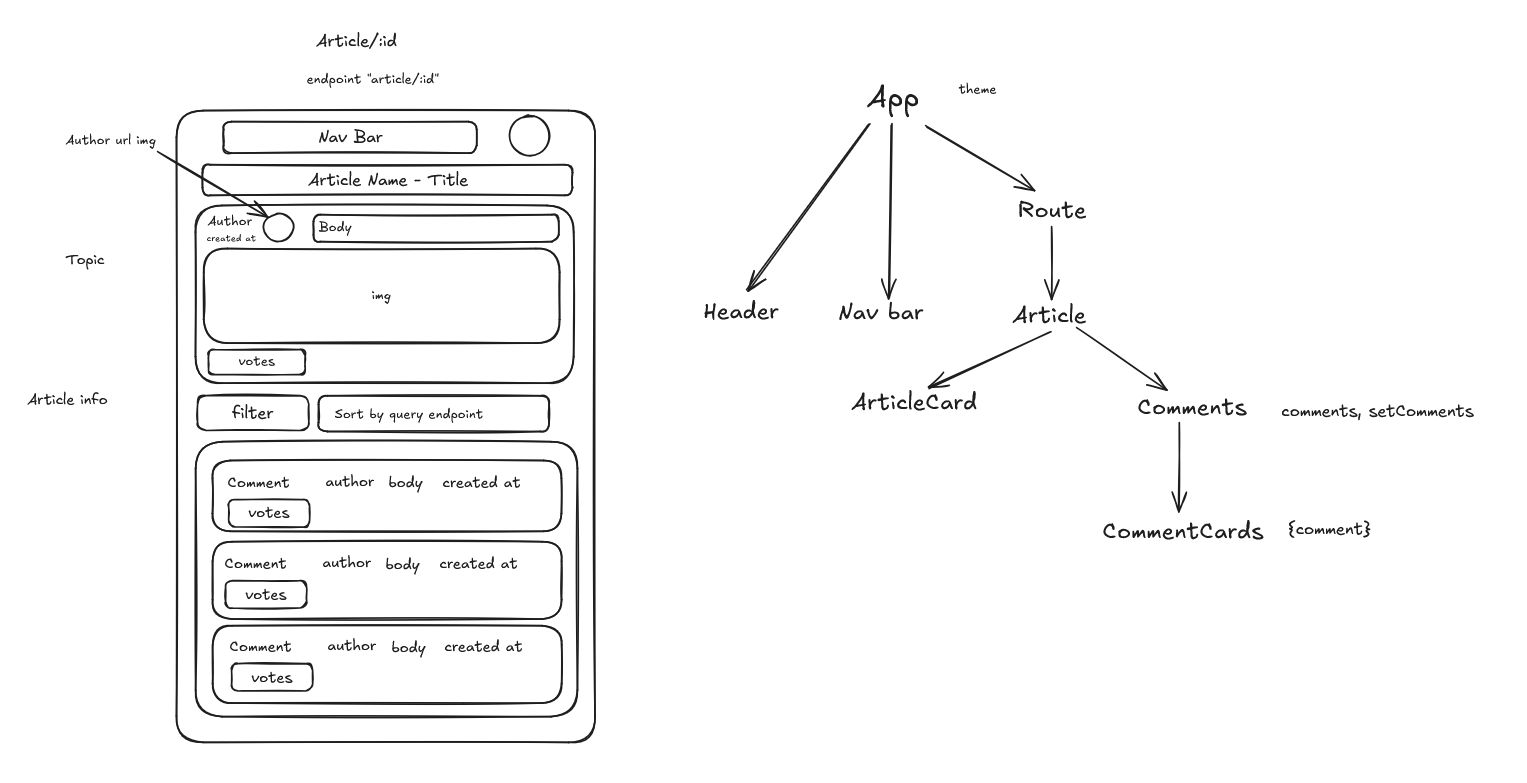 Article/:id
endpoint "article/:id"
Author url img
Nav Bar
Article Name - Title
Author
created at
Body
Topic
img
votes
Article info
filter
Sort by query endpoint
Comment author body created at
votes
Comment author body created at
votes
Comment author body created at
votes
App
theme
Route
Header
Nav bar
Article
ArticleCard
Comments
comments, setComments
CommentCards
{comment}